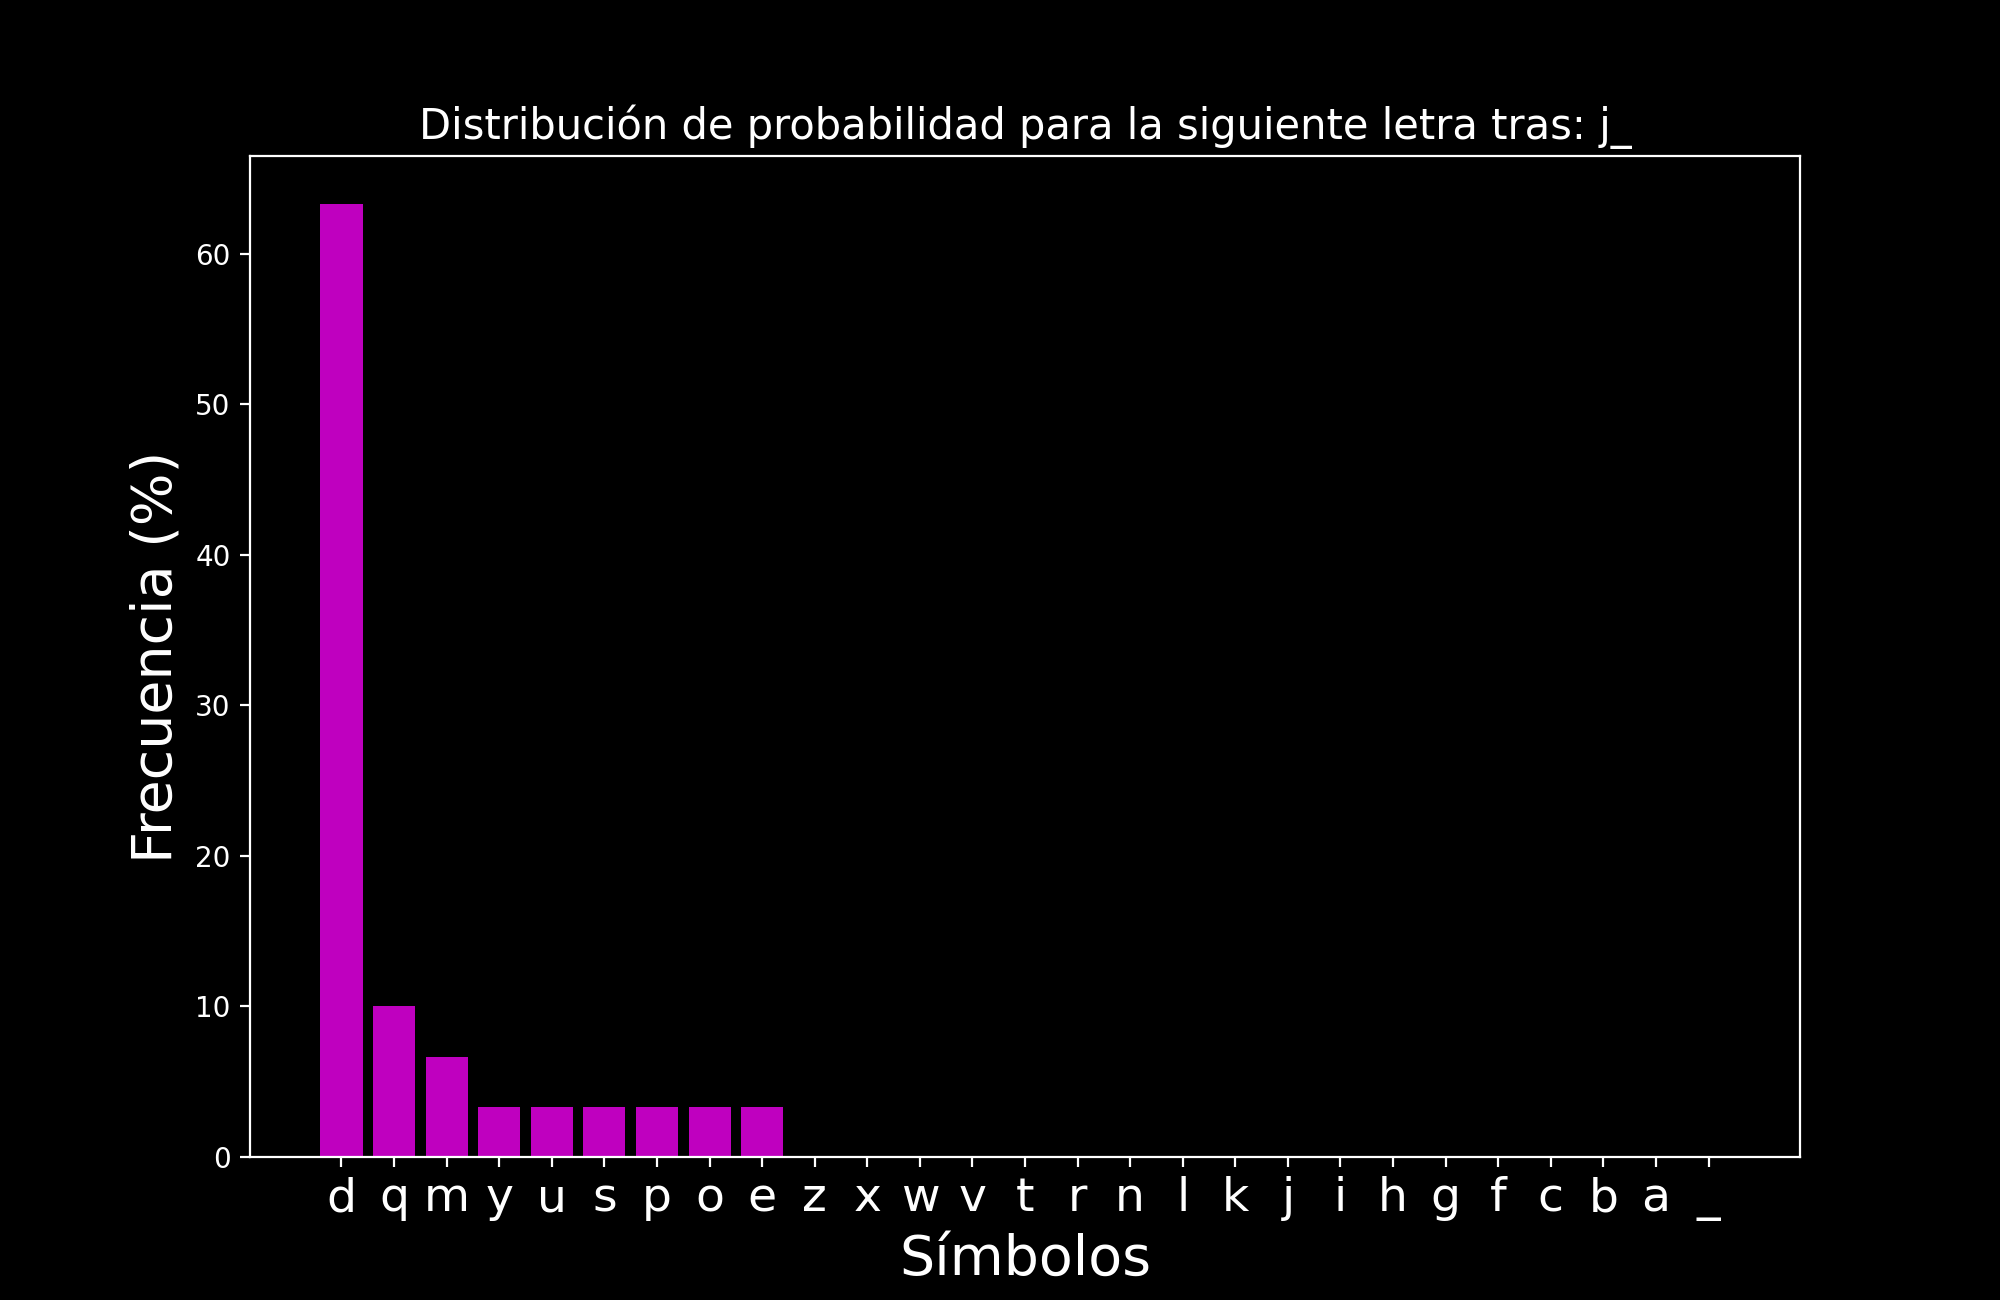 Distribución de probabilidad para la siguiente letra tras: j_
Frecuencia (%)
60
50
40
30
20
10
0
d q m y u s p o e z x w v t r n l k j i h g f c b a _
Símbolos